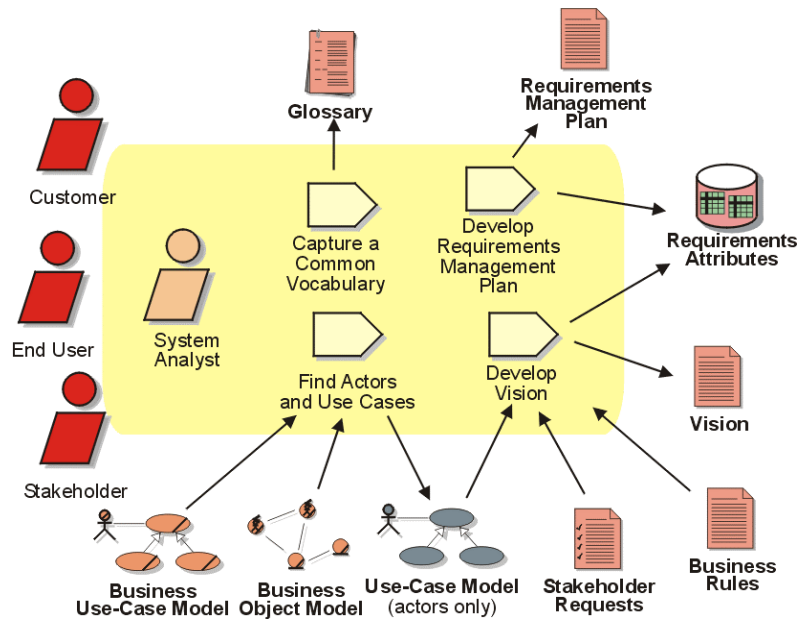 Glossary
Requirements
Management
Plan
Customer
Capture a
Common
Vocabulary
Develop
Requirements
Management
Plan
Requirements
Attributes
End User
System
Analyst
Find Actors
and Use Cases
Develop
Vision
Vision
Stakeholder
Business
Use-Case Model
Business
Object Model
Use-Case Model
(actors only)
Stakeholder
Requests
Business
Rules